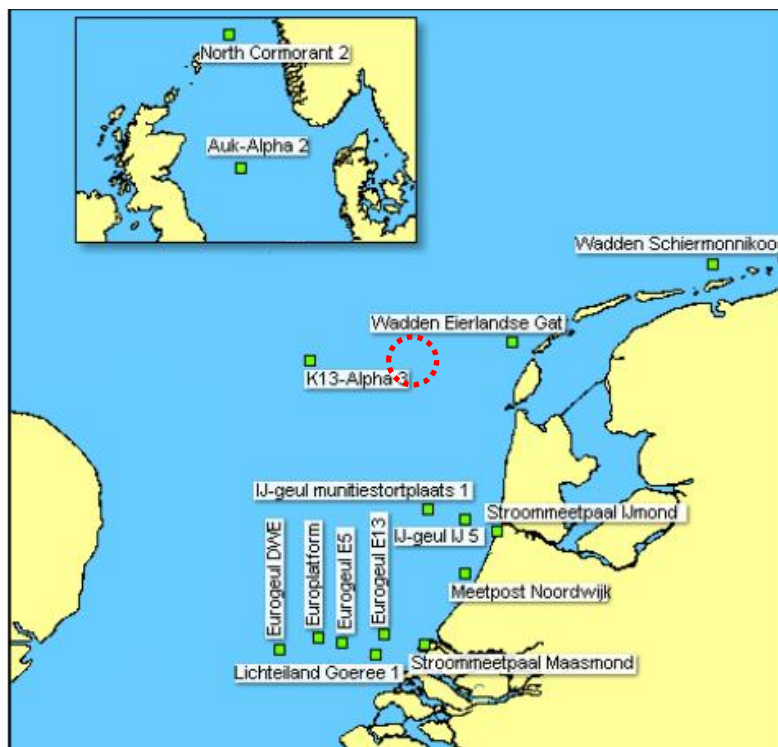 North Cormorant 2
Auk-Alpha 2
Wadden Schiermonnikoo
Wadden Eierlandse Gat
K13-Alpha 3
IJ-geul munitiestortplaats 1
Stroommeetpaal IJmond
IJ-geul IJ 5
Eurogeul DWE
Europlatform
Eurogeul E5
Eurogeul E13
Meetpost Noordwijk
Lichteiland Goeree 1
Stroommeetpaal Maasmond